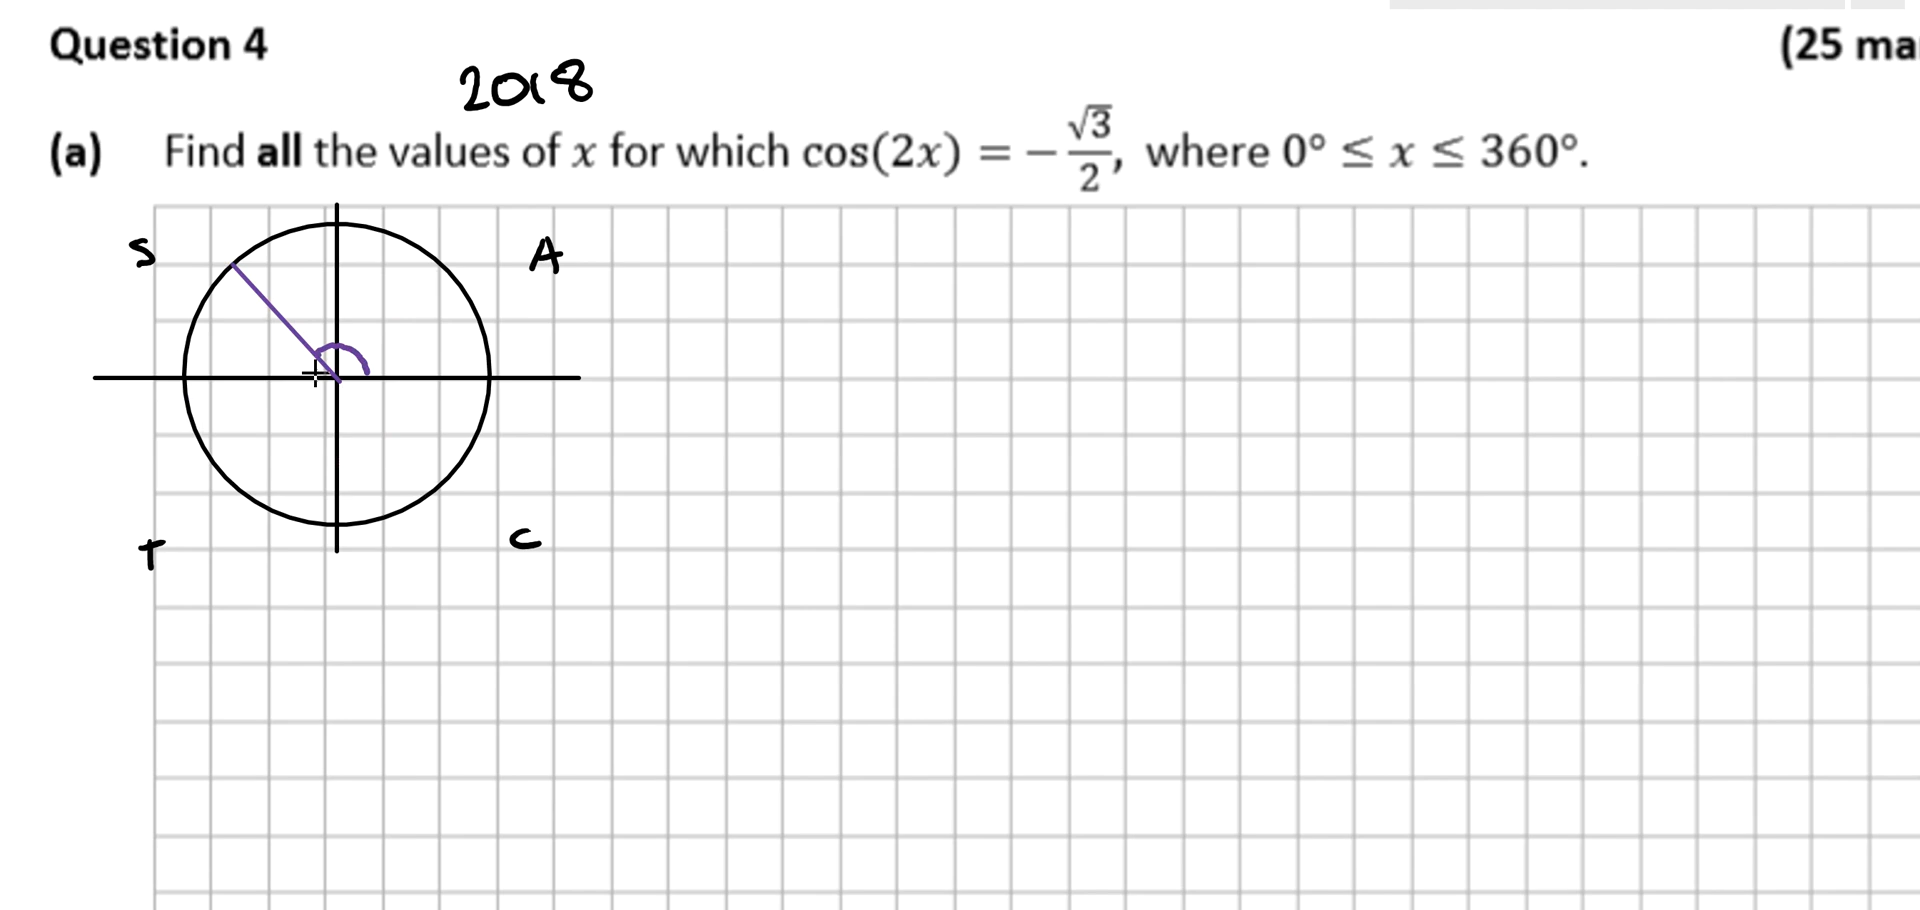 Question 4
(25 ma
2018
(a) Find all the values of x for which cos(2x) = −√3/2, where 0° ≤ x ≤ 360°.
S A
T C